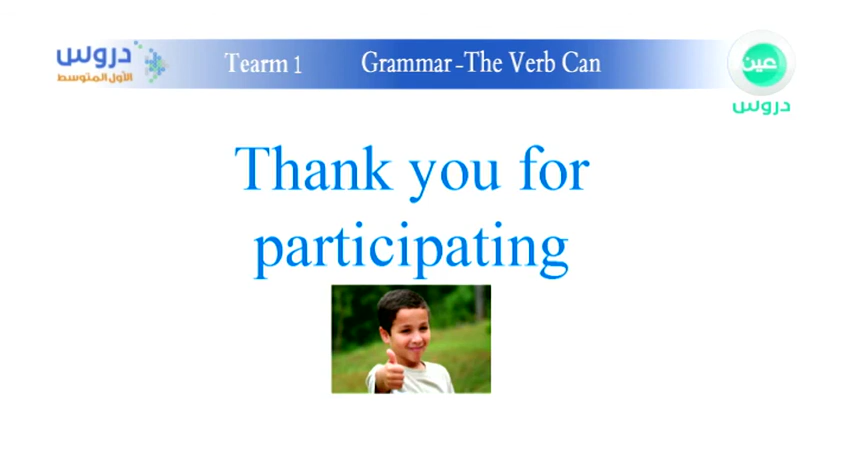 دروس
الأول المتوسط
Tearm 1
Grammar-The Verb Can
عين
دروس
Thank you for
participating